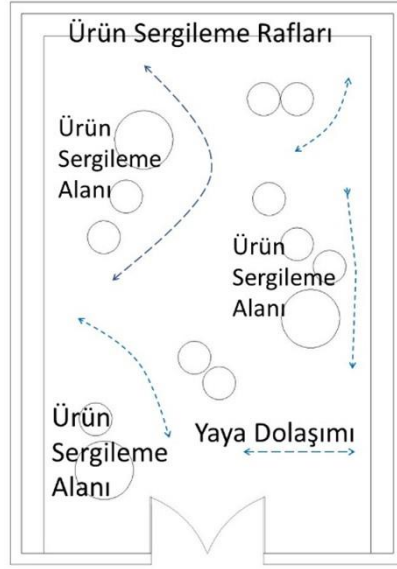 Ürün Sergileme Rafları
Ürün
Sergileme
Alanı
Ürün
Sergileme
Alanı
Ürün
Sergileme
Alanı
Yaya Dolaşımı